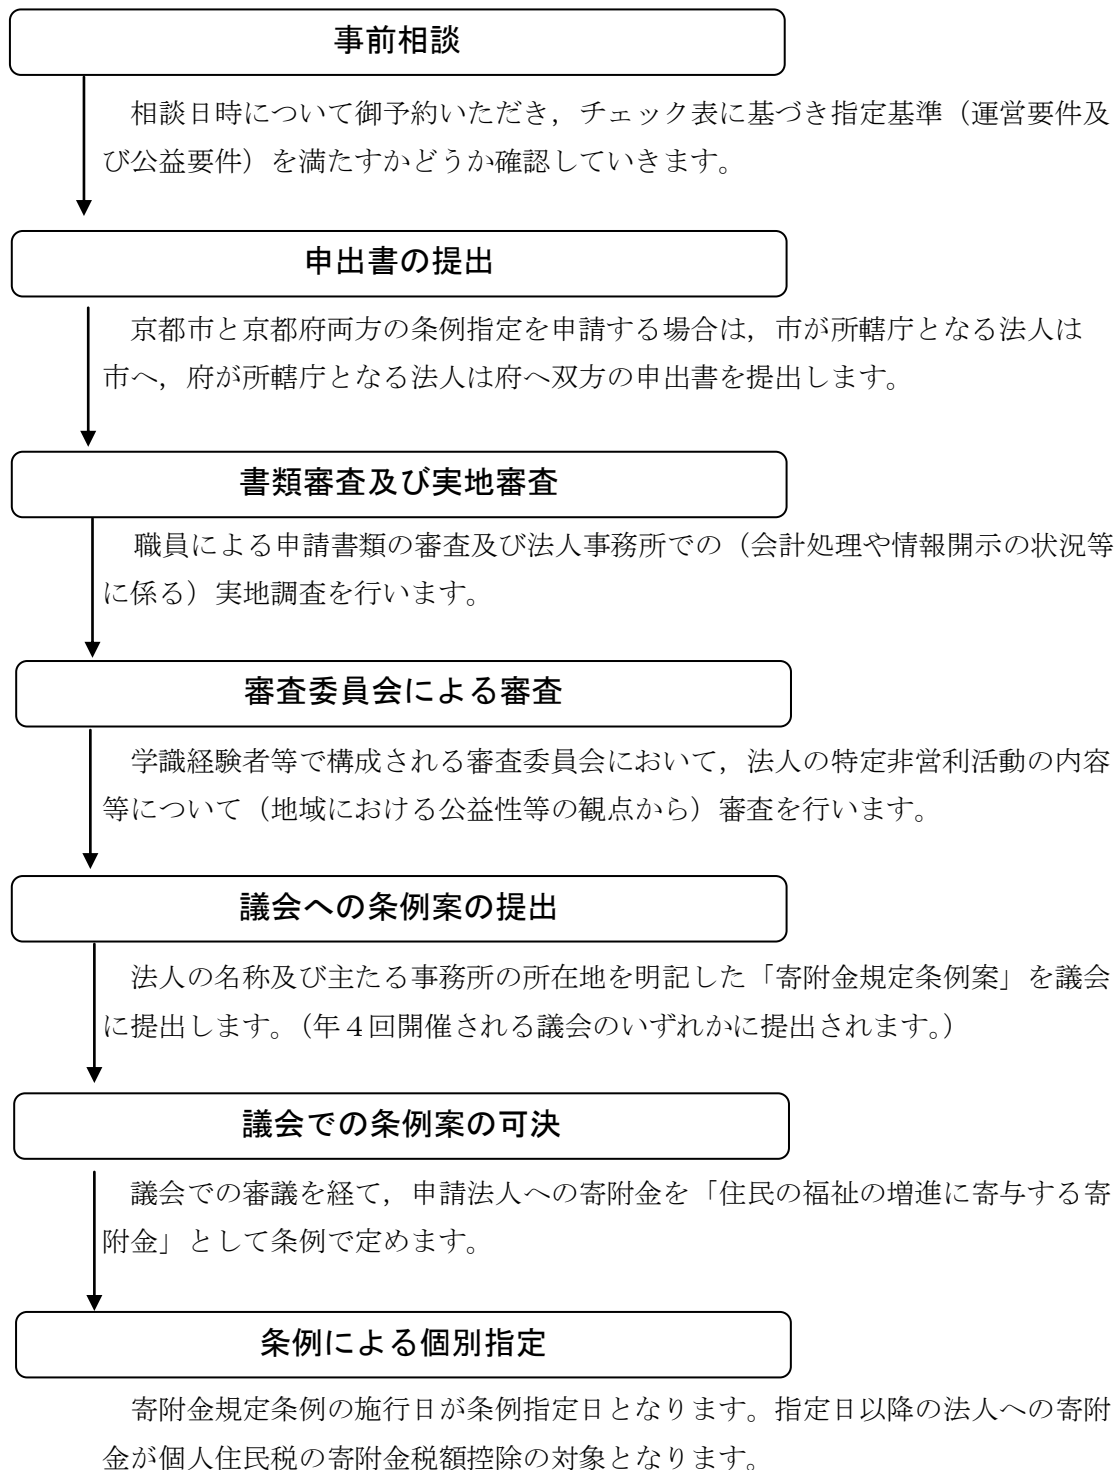 事前相談
相談日時について御予約いただき，チェック表に基づき指定基準（運営要件及
び公益要件）を満たすかどうか確認していきます。
申出書の提出
京都市と京都府両方の条例指定を申請する場合は，市が所轄庁となる法人は
市へ，府が所轄庁となる法人は府へ双方の申出書を提出します。
書類審査及び実地審査
職員による申請書類の審査及び法人事務所での（会計処理や情報開示の状況等
に係る）実地調査を行います。
審査委員会による審査
学識経験者等で構成される審査委員会において，法人の特定非営利活動の内容
等について（地域における公益性等の観点から）審査を行います。
議会への条例案の提出
法人の名称及び主たる事務所の所在地を明記した「寄附金規定条例案」を議会
に提出します。（年４回開催される議会のいずれかに提出されます。）
議会での条例案の可決
議会での審議を経て，申請法人への寄附金を「住民の福祉の増進に寄与する寄
附金」として条例で定めます。
条例による個別指定
寄附金規定条例の施行日が条例指定日となります。指定日以降の法人への寄附
金が個人住民税の寄附金税額控除の対象となります。